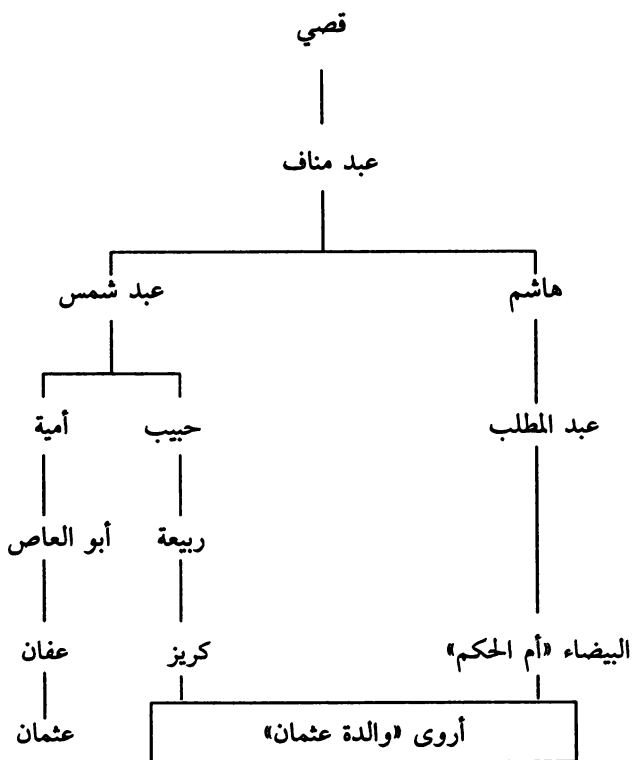 قصي
عبد مناف
هاشم عبد شمس
عبد المطلب حبيب أمية
ربيعة أبو العاص
البيضاء «أم الحكم» كريز عفان
أروى «والدة عثمان» عثمان